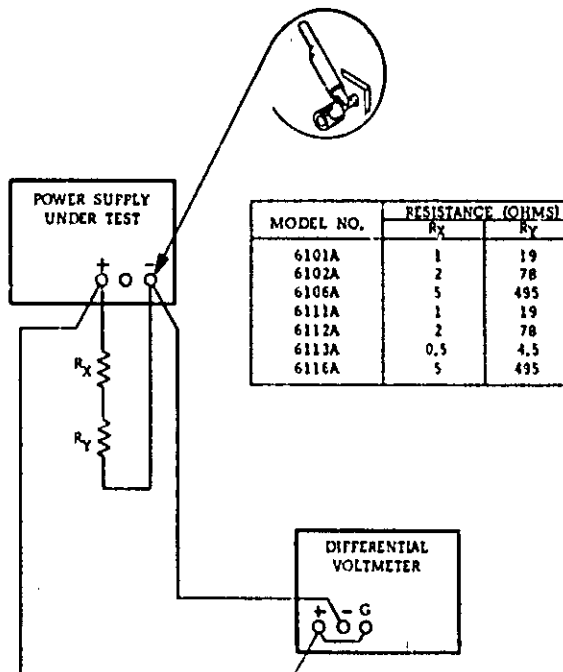 POWER SUPPLY
UNDER TEST
+ -
RX
RY
MODEL NO. RESISTANCE (OHMS)
RX RY
6101A 1 19
6102A 2 78
6106A 5 495
6111A 1 19
6112A 2 78
6113A 0.5 4.5
6116A 5 495
DIFFERENTIAL
VOLTMETER
+ - G